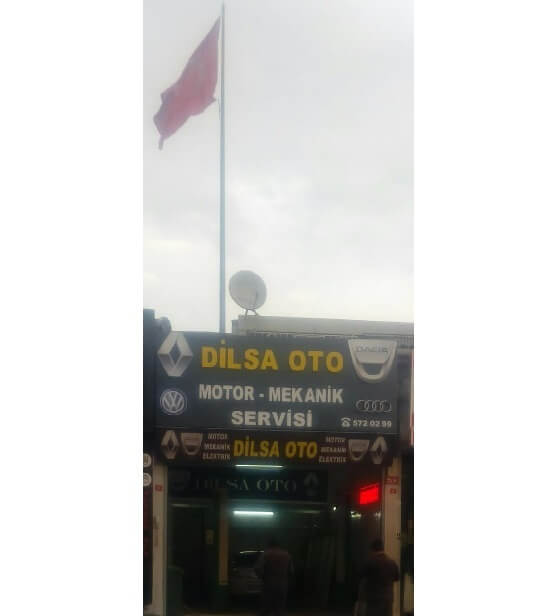 DİLSA OTO
DACIA
MOTOR - MEKANİK
SERVİSİ
572 02 99
MOTOR
MEKANİK
ELEKTRİK
DİLSA OTO
MOTOR
MEKANİK
ELEKTRİK
DİLSA OTO